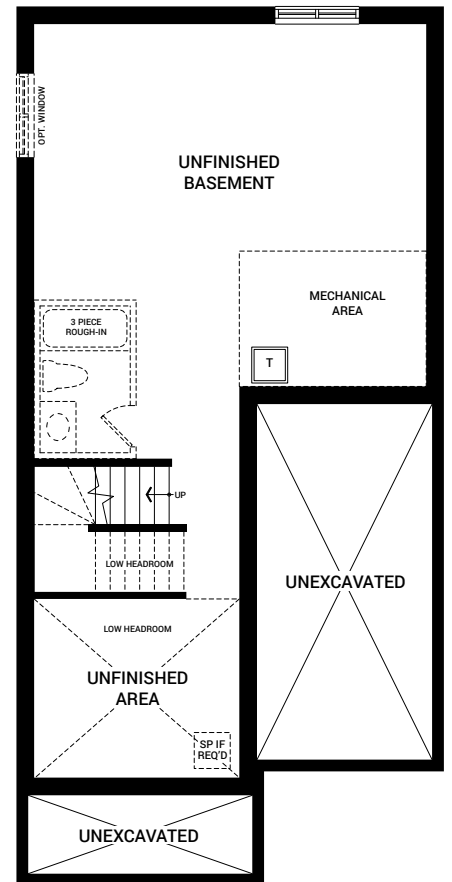 OPT. WINDOW
UNFINISHED
BASEMENT
MECHANICAL
AREA
3 PIECE
ROUGH-IN
T
UP
LOW HEADROOM
UNEXCAVATED
LOW HEADROOM
UNFINISHED
AREA
SP IF
REQ'D
UNEXCAVATED